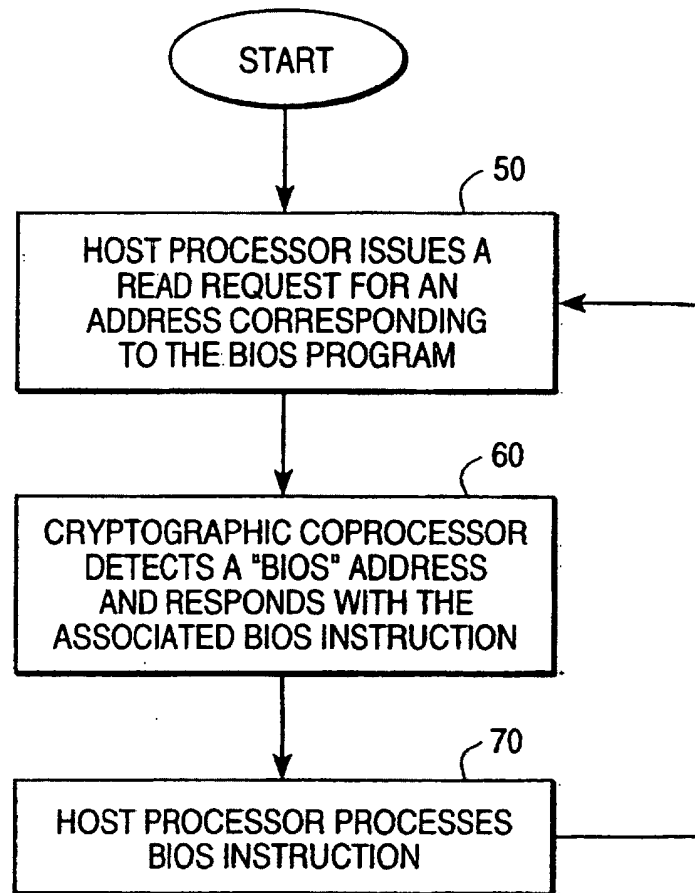 START
50
HOST PROCESSOR ISSUES A
READ REQUEST FOR AN
ADDRESS CORRESPONDING
TO THE BIOS PROGRAM
60
CRYPTOGRAPHIC COPROCESSOR
DETECTS A "BIOS" ADDRESS
AND RESPONDS WITH THE
ASSOCIATED BIOS INSTRUCTION
70
HOST PROCESSOR PROCESSES
BIOS INSTRUCTION